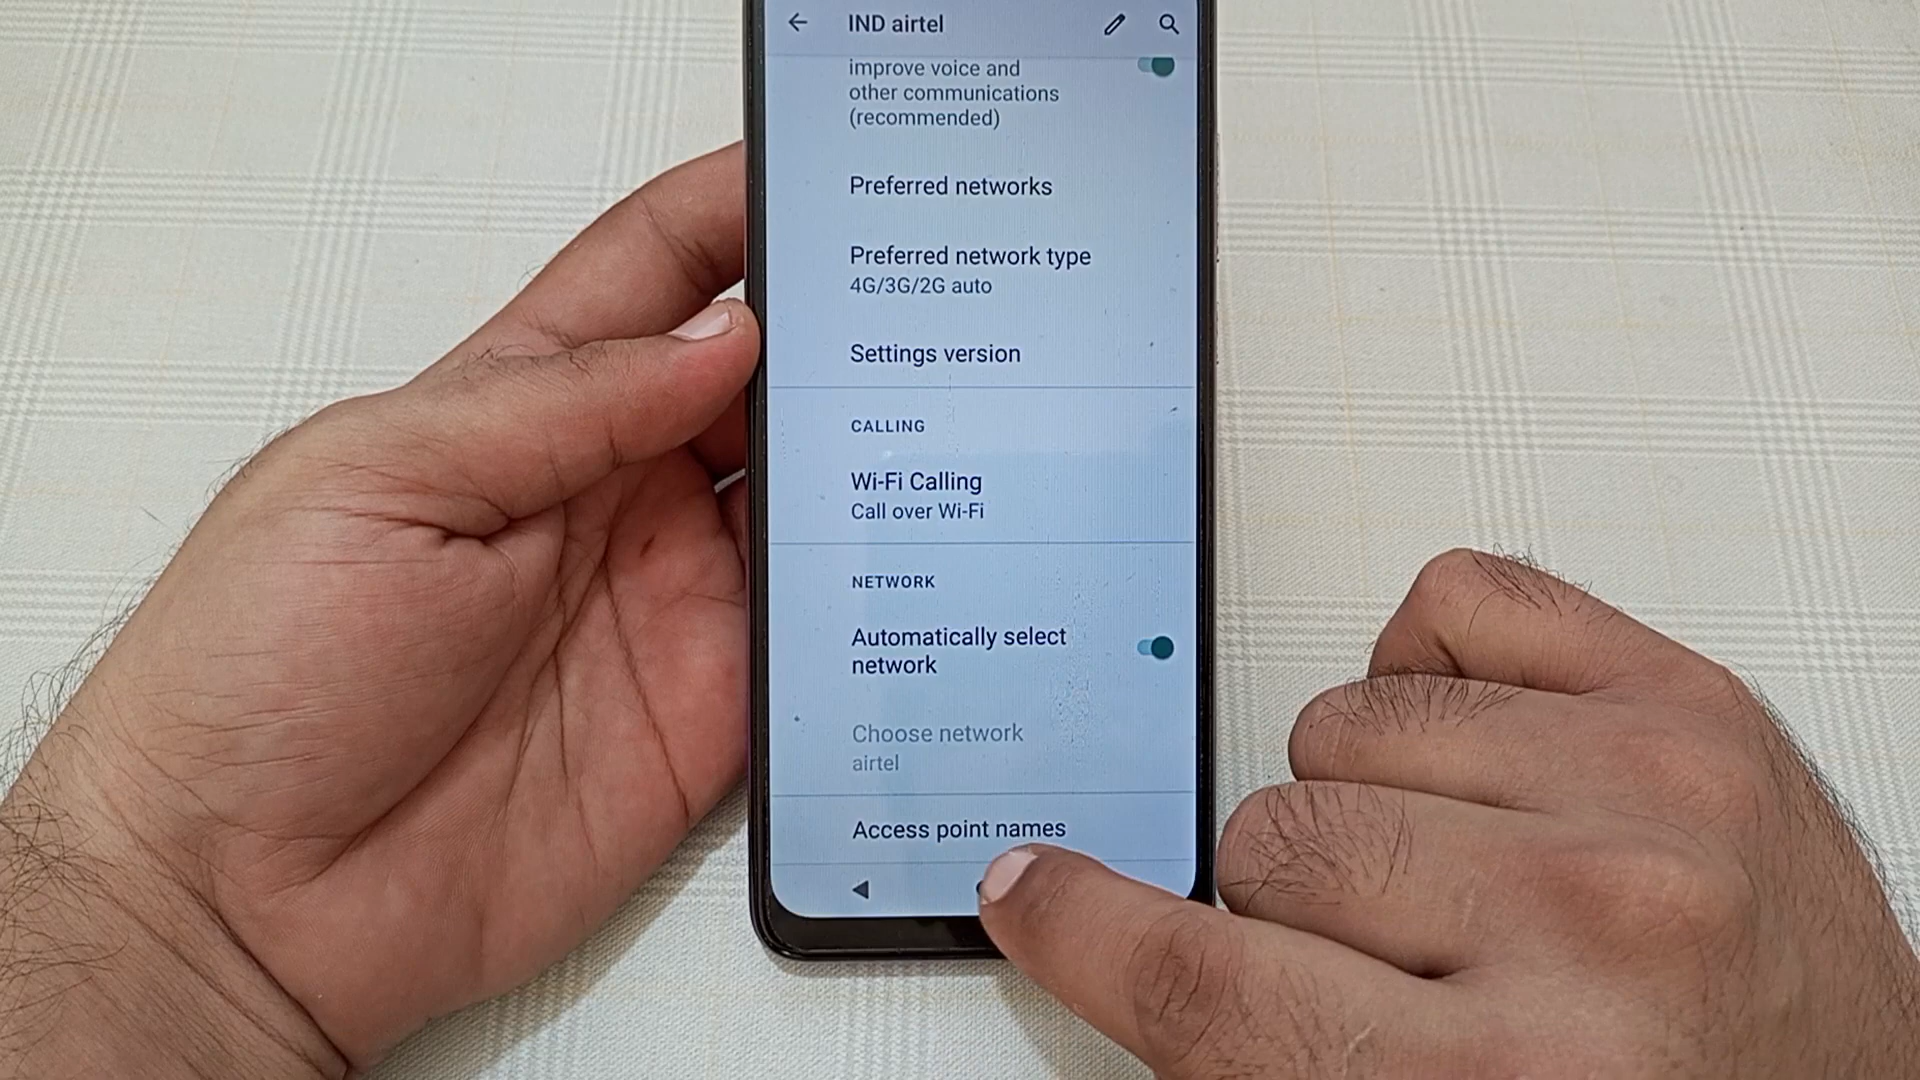 IND airtel
improve voice and
other communications
(recommended)
Preferred networks
Preferred network type
4G/3G/2G auto
Settings version
CALLING
Wi-Fi Calling
Call over Wi-Fi
NETWORK
Automatically select
network
Choose network
airtel
Access point names